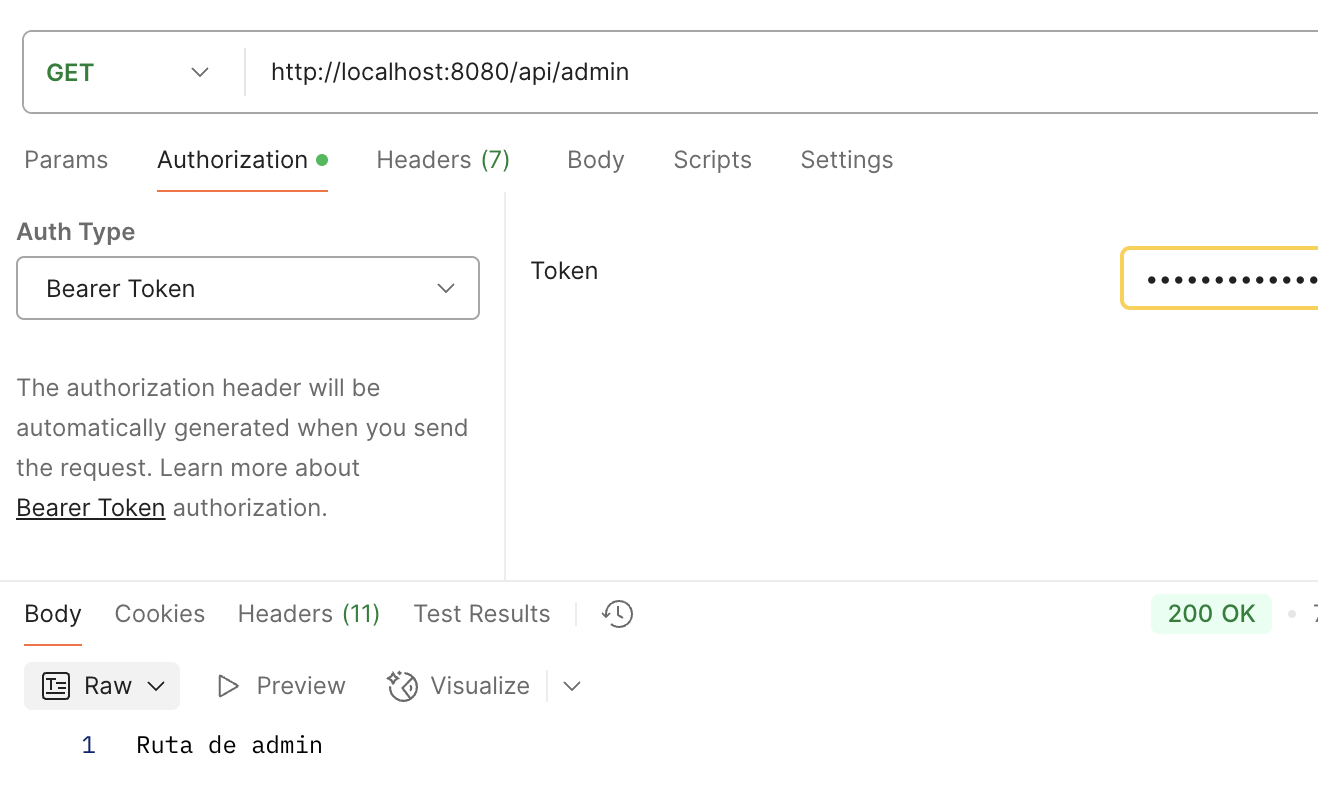 GET http://localhost:8080/api/admin
Params Authorization Headers (7) Body Scripts Settings
Auth Type
Bearer Token
Token
The authorization header will be
automatically generated when you send
the request. Learn more about
Bearer Token authorization.
Body Cookies Headers (11) Test Results 200 OK
Raw Preview Visualize
1 Ruta de admin